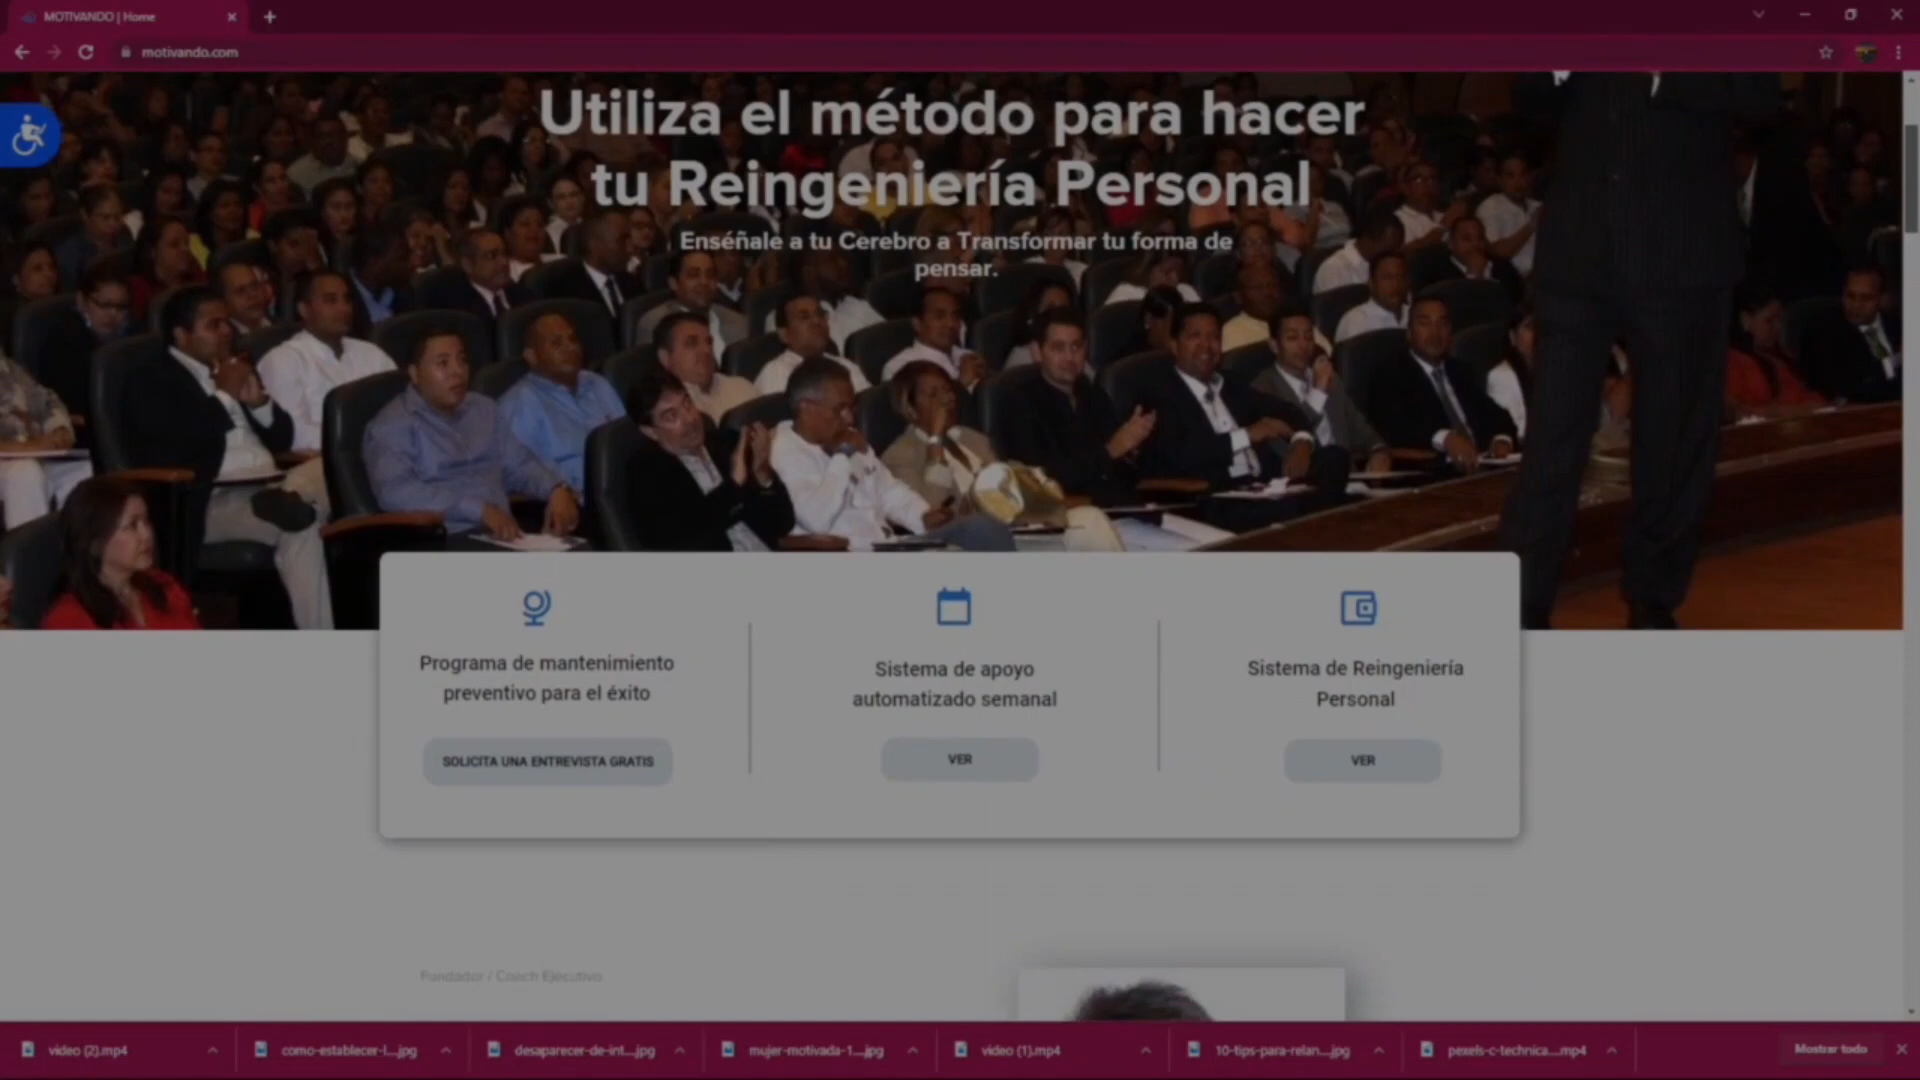 MOTIVANDO | Home
motivando.com
Utiliza el método para hacer
tu Reingeniería Personal
Enséñale a tu Cerebro a Transformar tu forma de
pensar.
Programa de mantenimiento
preventivo para el éxito
SOLICITA UNA ENTREVISTA GRATIS
Sistema de apoyo
automatizado semanal
VER
Sistema de Reingeniería
Personal
VER
Fundador / Coach Ejecutivo
video (2).mp4
como-establecer-l....jpg
desaparecer-de-int....jpg
mujer-motivada-1....jpg
video (1).mp4
10-tips-para-relan....jpg
pexels-c-technica....mp4
Mostrar todo